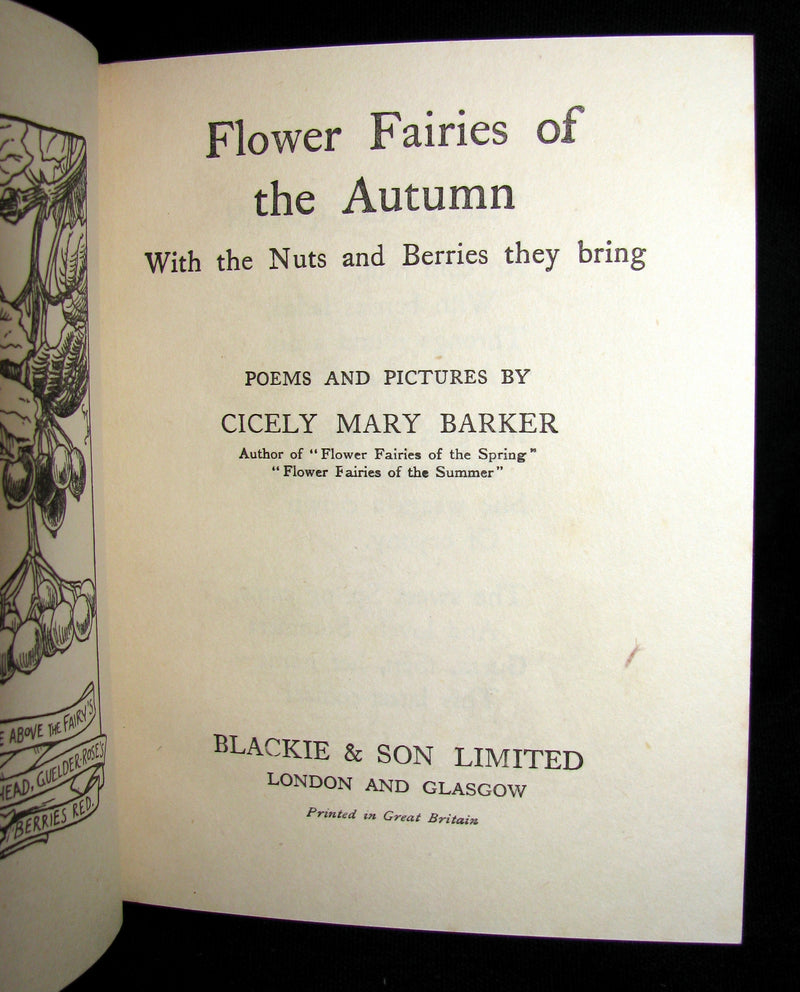 E ABOVE THE FAIRY'S
HEAD, GUELDER-ROSE'S
BERRIES RED.
Flower Fairies of
the Autumn
With the Nuts and Berries they bring
POEMS AND PICTURES BY
CICELY MARY BARKER
Author of "Flower Fairies of the Spring"
"Flower Fairies of the Summer"
BLACKIE & SON LIMITED
LONDON AND GLASGOW
Printed in Great Britain